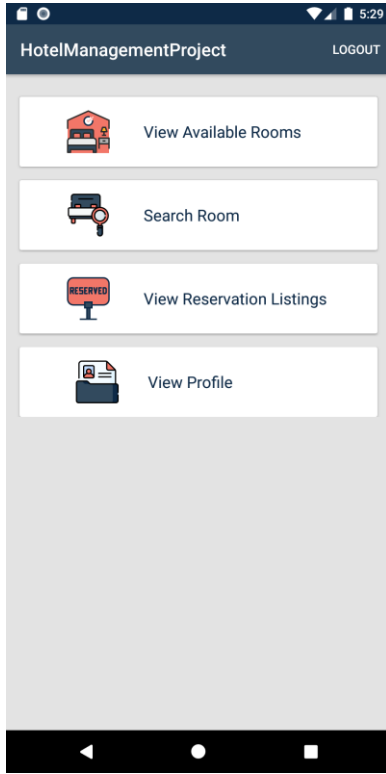 5:29
HotelManagementProject
LOGOUT
View Available Rooms
Search Room
RESERVED
View Reservation Listings
View Profile